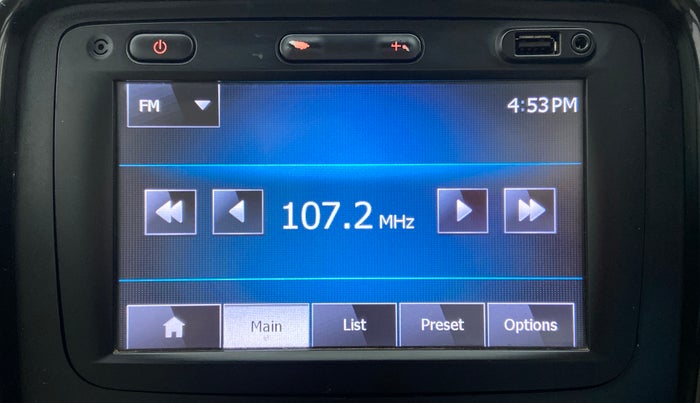 FM
4:53PM
107.2 MHz
Main
List
Preset
Options